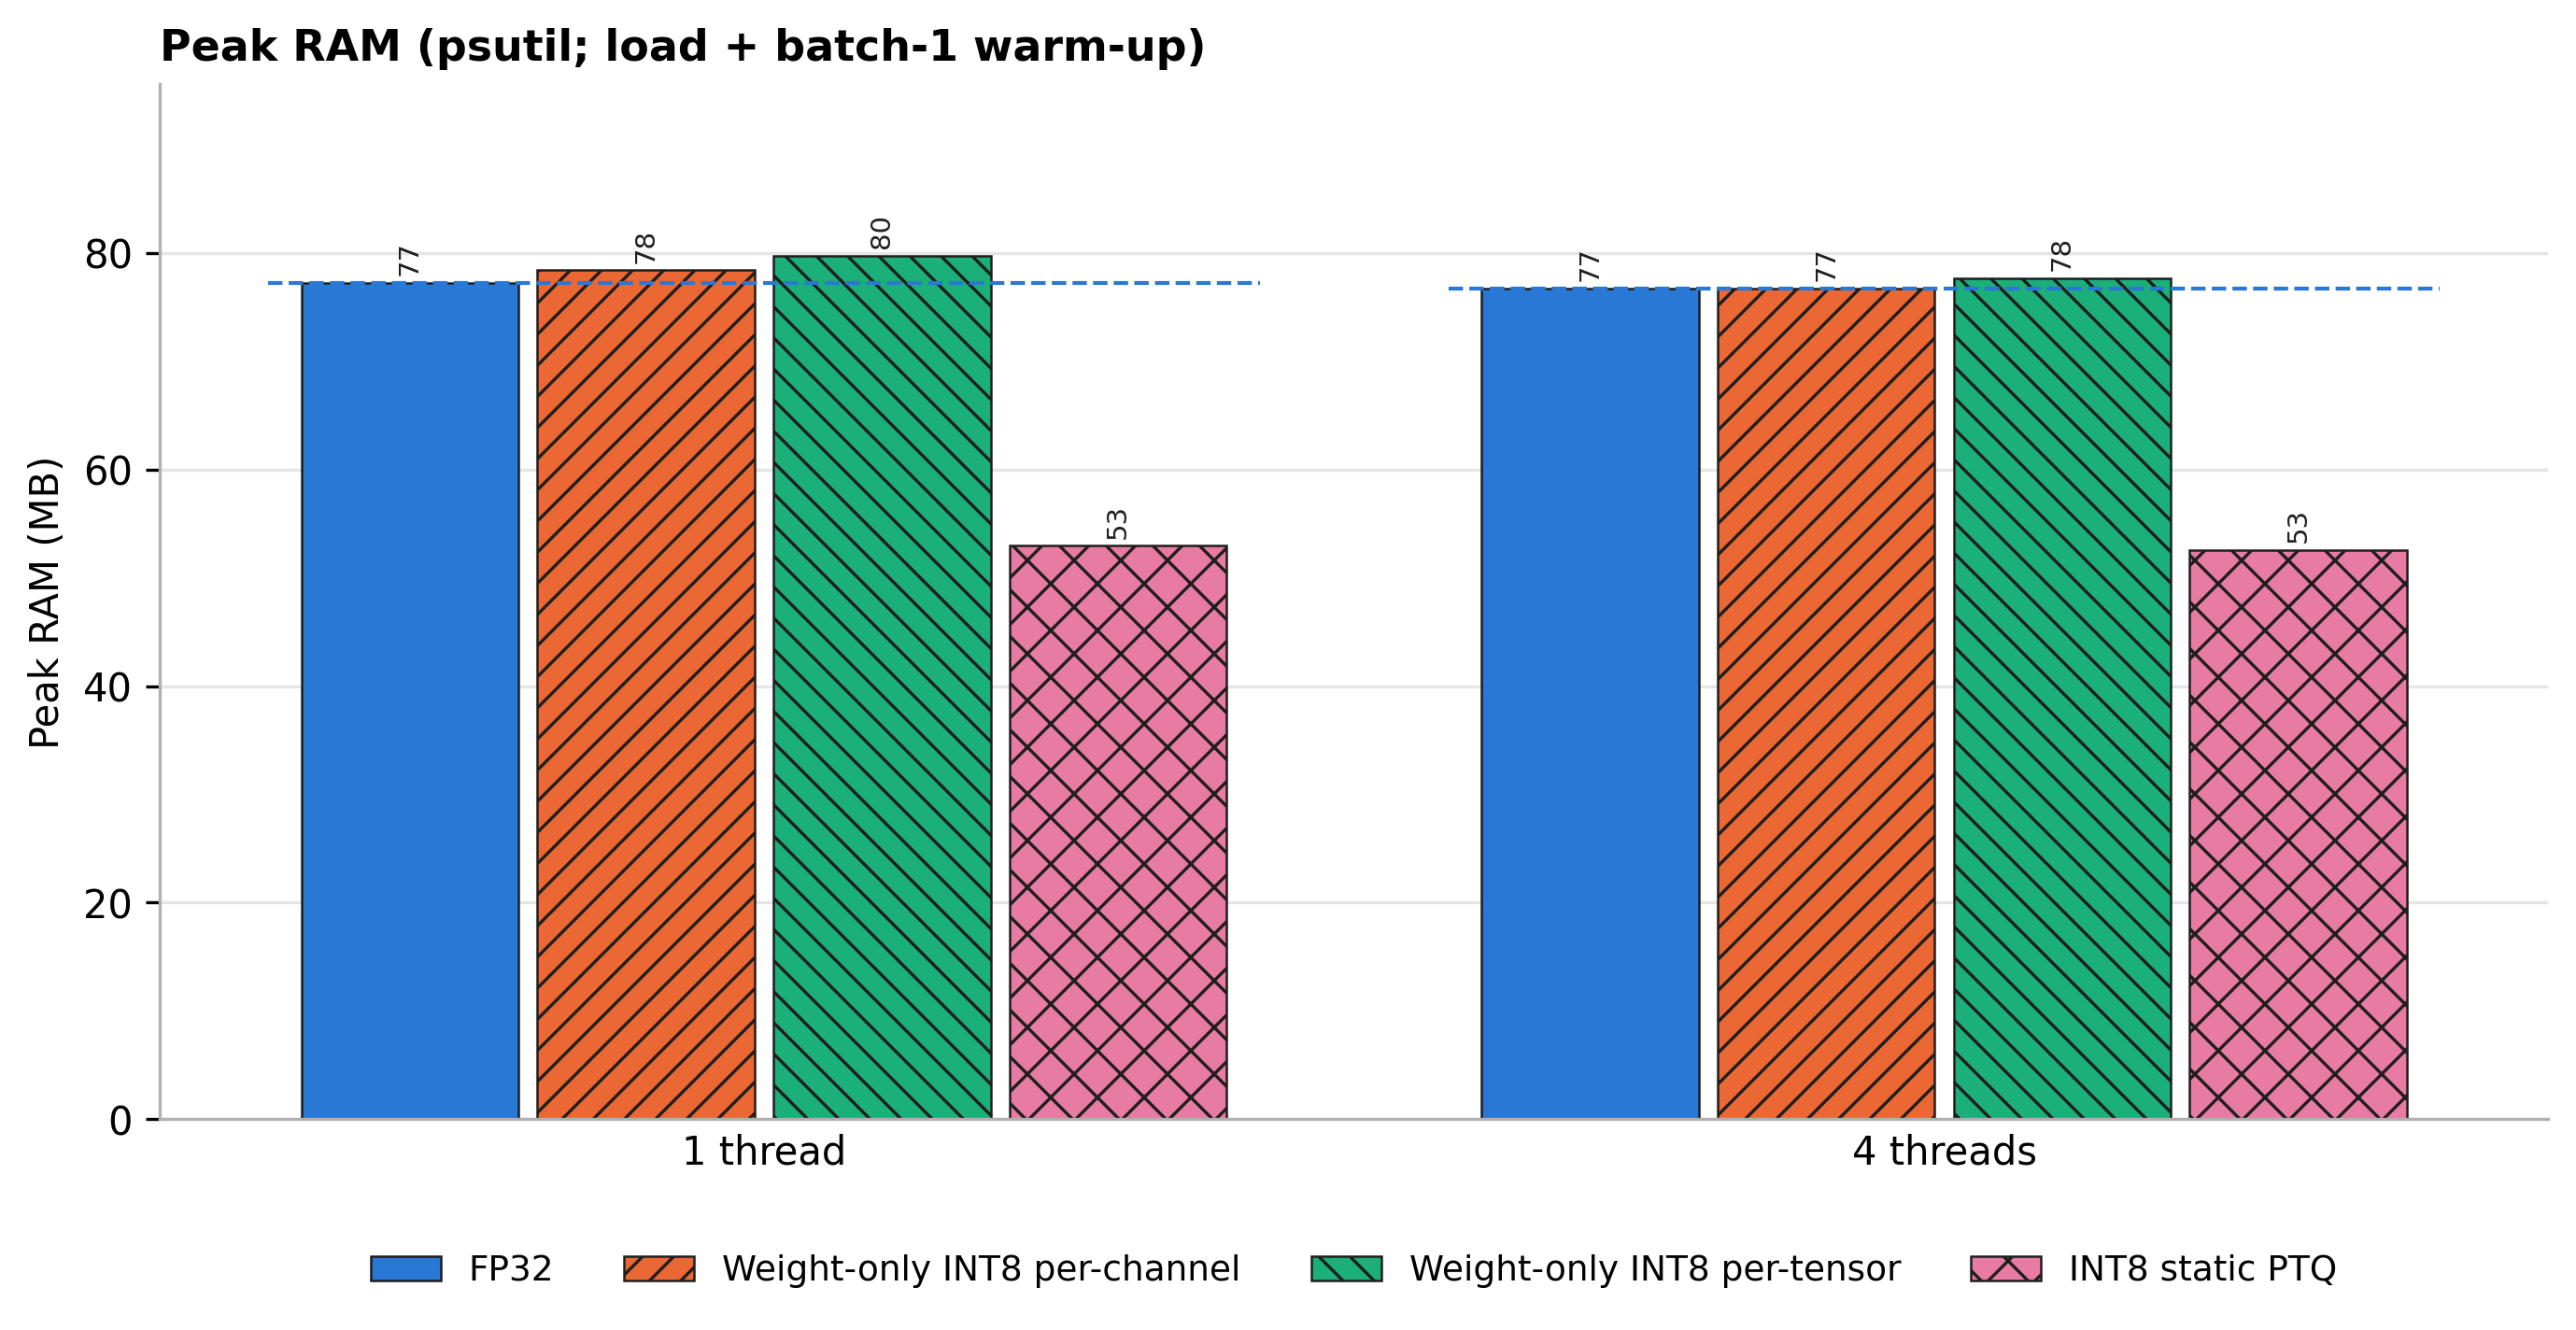 Peak RAM (psutil; load + batch-1 warm-up)
Peak RAM (MB)
80
60
40
20
0
77
78
80
53
77
77
78
53
1 thread
4 threads
FP32
Weight-only INT8 per-channel
Weight-only INT8 per-tensor
INT8 static PTQ